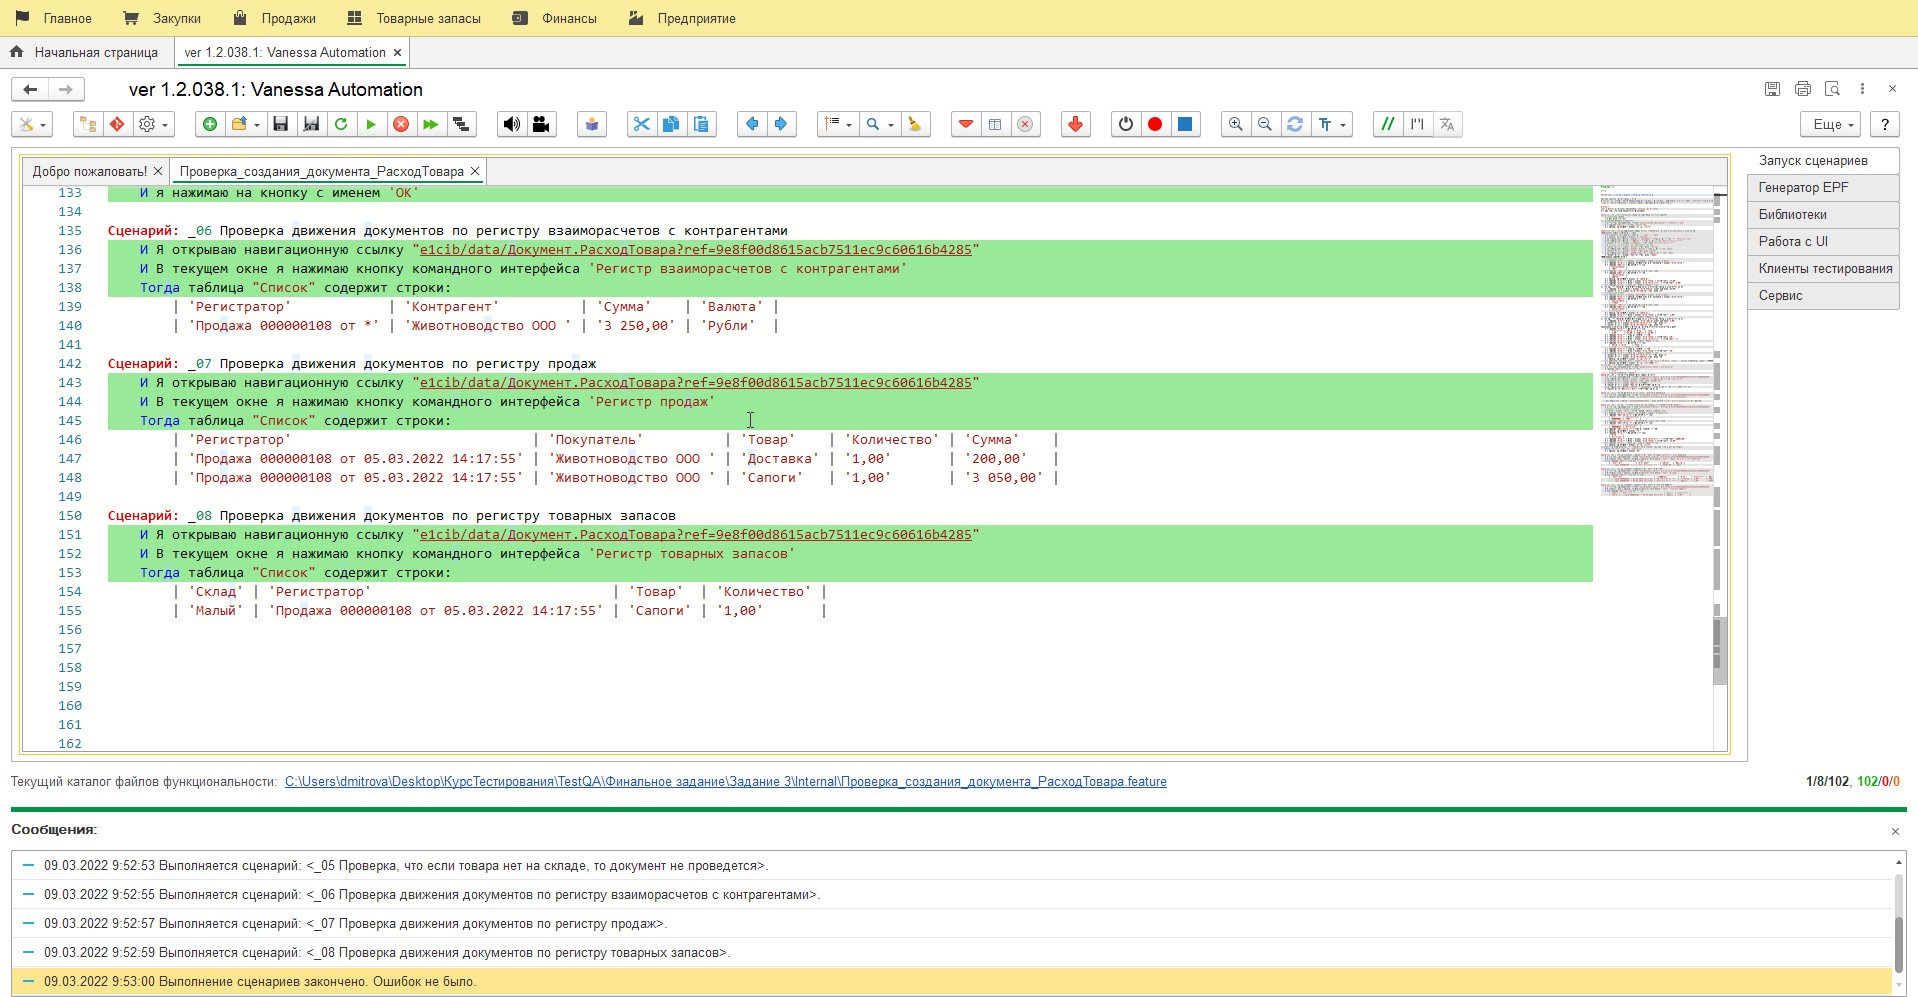 Главное Закупки Продажи Товарные запасы Финансы Предприятие
Начальная страница ver 1.2.038.1: Vanessa Automation
ver 1.2.038.1: Vanessa Automation
Еще ?
Добро пожаловать! Проверка_создания_документа_РасходТовара
133 И я нажимаю на кнопку с именем 'ОК'
134
135 Сценарий: _06 Проверка движения документов по регистру взаиморасчетов с контрагентами
136 И Я открываю навигационную ссылку "e1cib/data/Документ.РасходТовара?ref=9e8f00d8615acb7511ec9c60616b4285"
137 И В текущем окне я нажимаю кнопку командного интерфейса 'Регистр взаиморасчетов с контрагентами'
138 Тогда таблица "Список" содержит строки:
139 | 'Регистратор' | 'Контрагент' | 'Сумма' | 'Валюта' |
140 | 'Продажа 000000108 от *' | 'Животноводство ООО ' | '3 250,00' | 'Рубли' |
141
142 Сценарий: _07 Проверка движения документов по регистру продаж
143 И Я открываю навигационную ссылку "e1cib/data/Документ.РасходТовара?ref=9e8f00d8615acb7511ec9c60616b4285"
144 И В текущем окне я нажимаю кнопку командного интерфейса 'Регистр продаж'
145 Тогда таблица "Список" содержит строки:
146 | 'Регистратор' | 'Покупатель' | 'Товар' | 'Количество' | 'Сумма' |
147 | 'Продажа 000000108 от 05.03.2022 14:17:55' | 'Животноводство ООО ' | 'Доставка' | '1,00' | '200,00' |
148 | 'Продажа 000000108 от 05.03.2022 14:17:55' | 'Животноводство ООО ' | 'Сапоги' | '1,00' | '3 050,00' |
149
150 Сценарий: _08 Проверка движения документов по регистру товарных запасов
151 И Я открываю навигационную ссылку "e1cib/data/Документ.РасходТовара?ref=9e8f00d8615acb7511ec9c60616b4285"
152 И В текущем окне я нажимаю кнопку командного интерфейса 'Регистр товарных запасов'
153 Тогда таблица "Список" содержит строки:
154 | 'Склад' | 'Регистратор' | 'Товар' | 'Количество' |
155 | 'Малый' | 'Продажа 000000108 от 05.03.2022 14:17:55' | 'Сапоги' | '1,00' |
156
157
158
159
160
161
162
Запуск сценариев
Генератор EPF
Библиотеки
Работа с UI
Клиенты тестирования
Сервис
Текущий каталог файлов функциональности: C:\Users\dmitrova\Desktop\КурсТестирования\TestQA\Финальное задание\Задание 3\Internal\Проверка_создания_документа_РасходТовара.feature 1/8/102, 102/0/0
Сообщения:
09.03.2022 9:52:53 Выполняется сценарий: <_05 Проверка, что если товара нет на складе, то документ не проведется>.
09.03.2022 9:52:55 Выполняется сценарий: <_06 Проверка движения документов по регистру взаиморасчетов с контрагентами>.
09.03.2022 9:52:57 Выполняется сценарий: <_07 Проверка движения документов по регистру продаж>.
09.03.2022 9:52:59 Выполняется сценарий: <_08 Проверка движения документов по регистру товарных запасов>.
09.03.2022 9:53:00 Выполнение сценариев закончено. Ошибок не было.